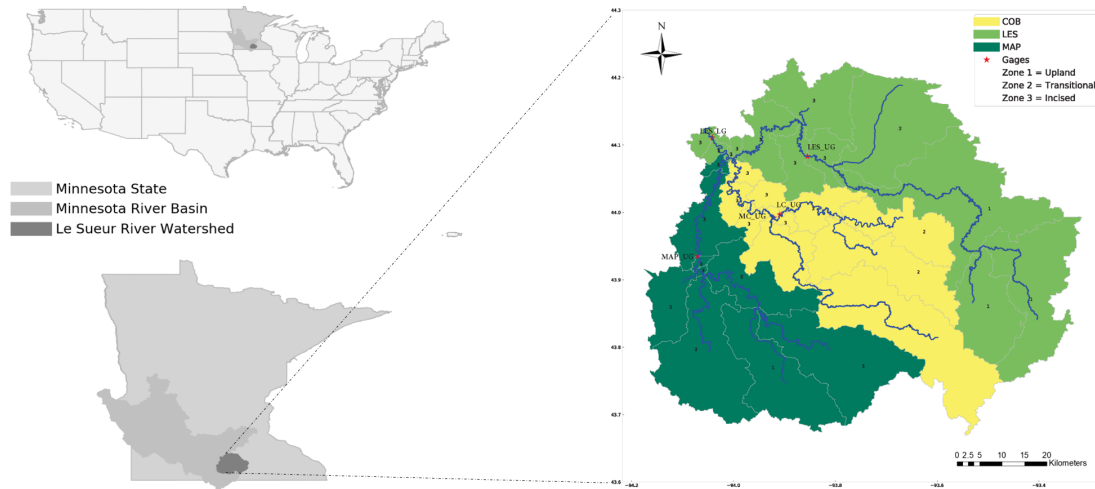 Minnesota State
Minnesota River Basin
Le Sueur River Watershed
44.3
N
COB
LES
MAP
Gages
Zone 1 = Upland
Zone 2 = Transitional
Zone 3 = Incised
44.2
LES_LG
LES_UG
44.1
LC_UG
MC_UG
44.0
MAP_UG
43.9
43.8
43.7
0 2.5 5 10 15 20
Kilometers
43.6
−94.2 −94.0 −93.8 −93.6 −93.4